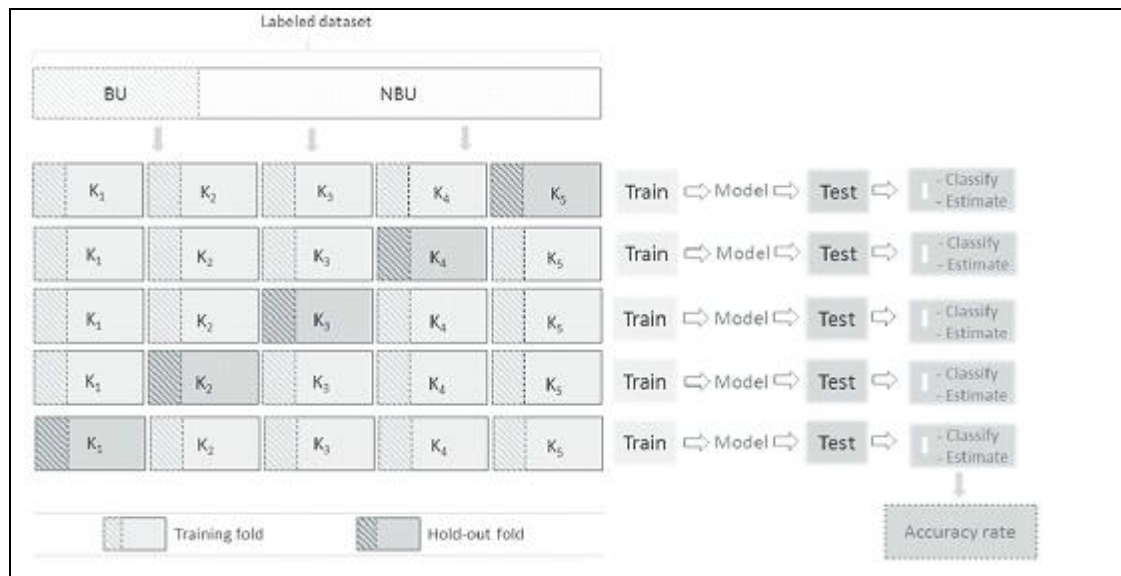 Labeled dataset
BU NBU
K₁ K₂ K₃ K₄ K₅ Train Model Test - Classify
- Estimate
K₁ K₂ K₃ K₄ K₅ Train Model Test - Classify
- Estimate
K₁ K₂ K₃ K₄ K₅ Train Model Test - Classify
- Estimate
K₁ K₂ K₃ K₄ K₅ Train Model Test - Classify
- Estimate
K₁ K₂ K₃ K₄ K₅ Train Model Test - Classify
- Estimate
Training fold Hold-out fold
Accuracy rate